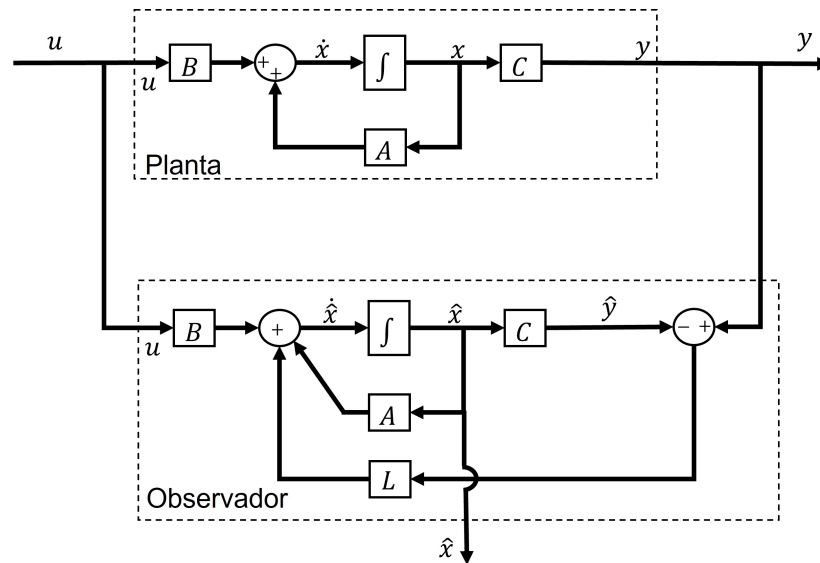 u
y
u
B
+
+
ẋ
∫
x
C
y
A
Planta
u
B
+
x̂̇
∫
x̂
C
ŷ
− +
A
L
Observador
x̂